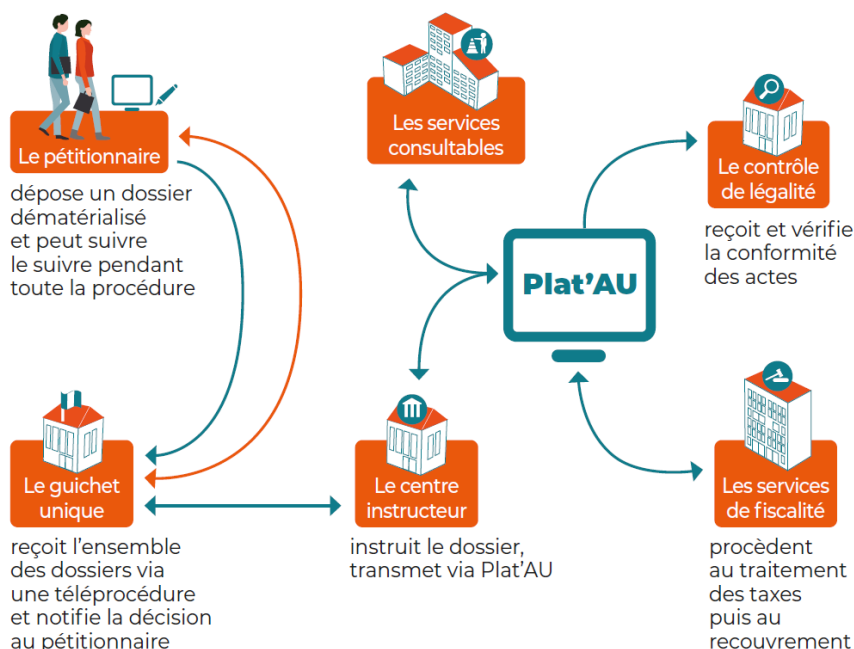 Le pétitionnaire
dépose un dossier
dématérialisé
et peut suivre
le suivre pendant
toute la procédure
Les services
consultables
Plat'AU
Le contrôle
de légalité
reçoit et vérifie
la conformité
des actes
Le guichet
unique
reçoit l'ensemble
des dossiers via
une téléprocédure
et notifie la décision
au pétitionnaire
Le centre
instructeur
instruit le dossier,
transmet via Plat'AU
Les services
de fiscalité
procèdent
au traitement
des taxes
puis au
recouvrement